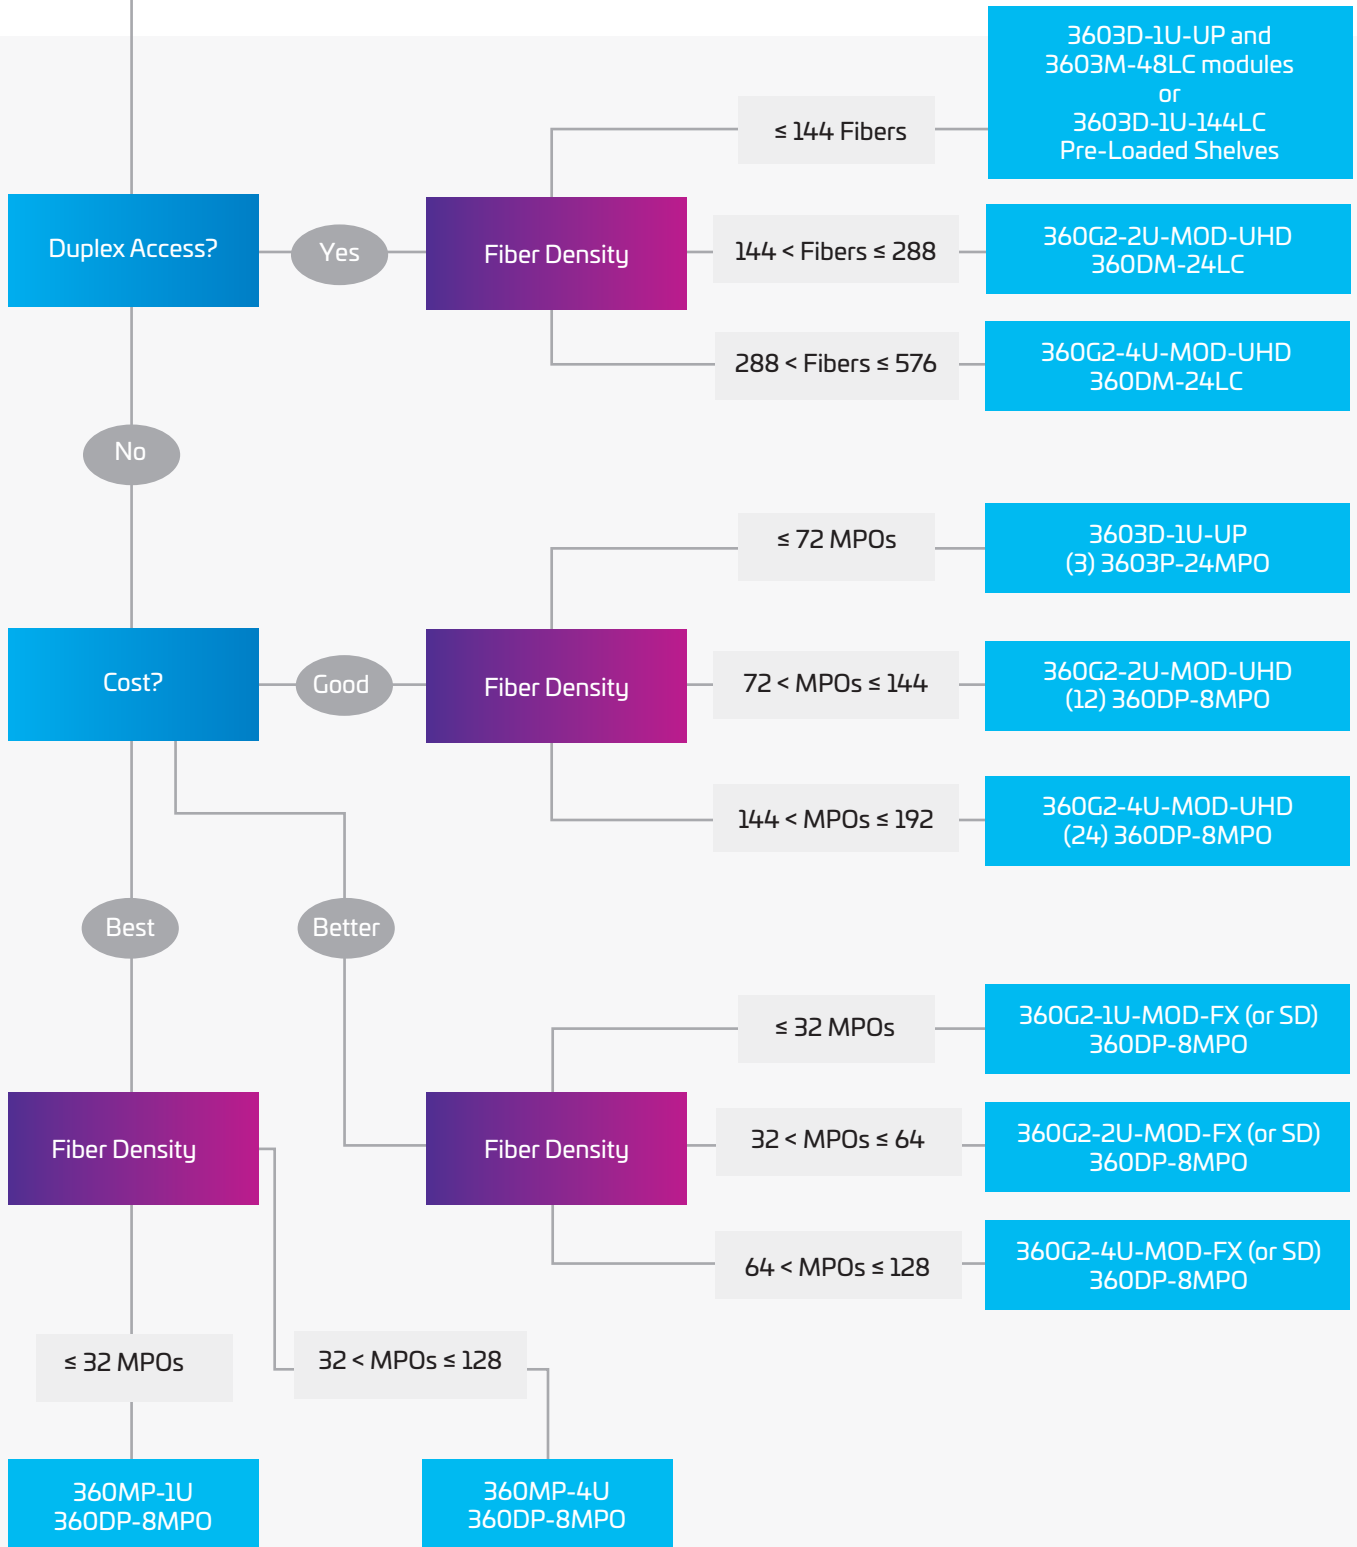 3603D-1U-UP and
3603M-48LC modules
or
3603D-1U-144LC
Pre-Loaded Shelves
≤ 144 Fibers
Duplex Access?
Yes
Fiber Density
144 < Fibers ≤ 288
360G2-2U-MOD-UHD
360DM-24LC
288 < Fibers ≤ 576
360G2-4U-MOD-UHD
360DM-24LC
No
≤ 72 MPOs
3603D-1U-UP
(3) 3603P-24MPO
Cost?
Good
Fiber Density
72 < MPOs ≤ 144
360G2-2U-MOD-UHD
(12) 360DP-8MPO
144 < MPOs ≤ 192
360G2-4U-MOD-UHD
(24) 360DP-8MPO
Best
Better
≤ 32 MPOs
360G2-1U-MOD-FX (or SD)
360DP-8MPO
Fiber Density
Fiber Density
32 < MPOs ≤ 64
360G2-2U-MOD-FX (or SD)
360DP-8MPO
64 < MPOs ≤ 128
360G2-4U-MOD-FX (or SD)
360DP-8MPO
≤ 32 MPOs
32 < MPOs ≤ 128
360MP-1U
360DP-8MPO
360MP-4U
360DP-8MPO